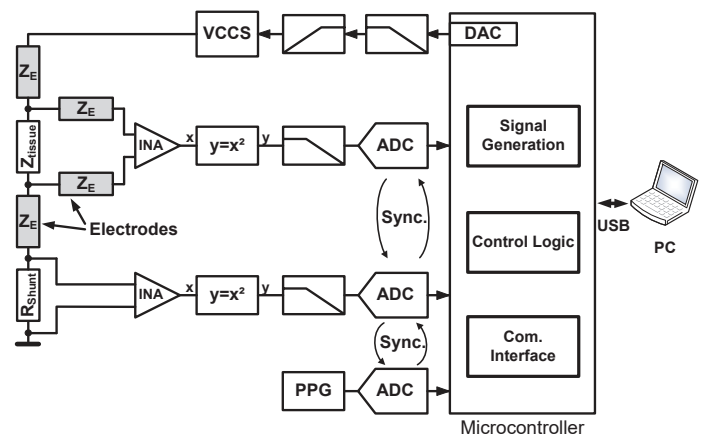 VCCS
DAC
Z_E
Z_E
Z_tissue
INA
x
y=x²
y
ADC
Signal
Generation
Z_E
Z_E
Electrodes
Sync.
Control Logic
USB
PC
R_Shunt
INA
x
y=x²
y
ADC
Sync.
Com.
Interface
PPG
ADC
Microcontroller